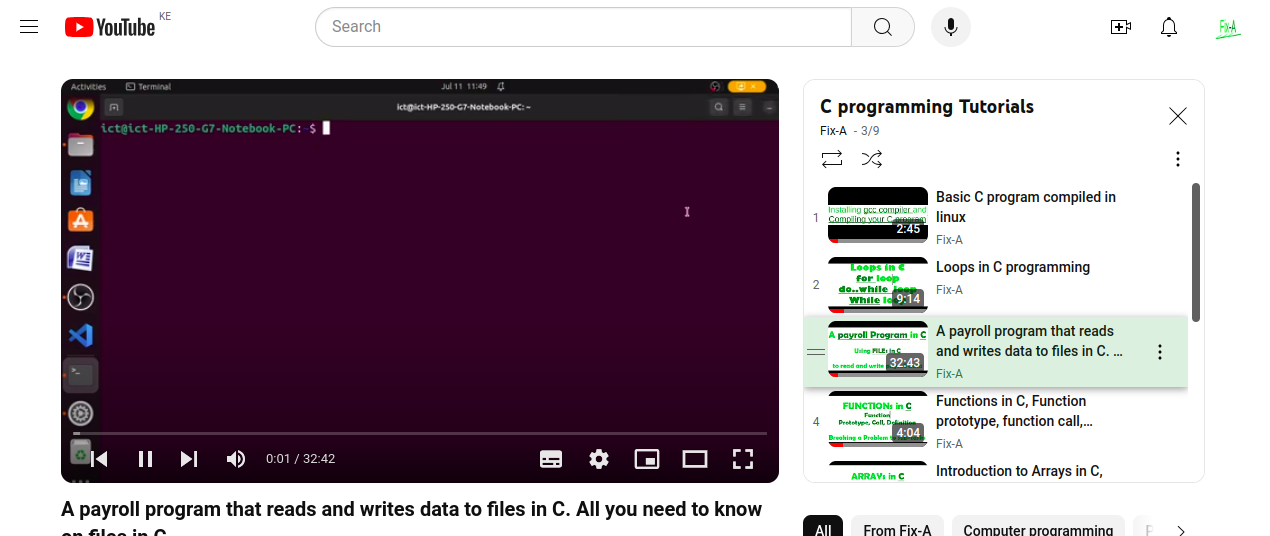 YouTube KE
Search
Fix-A
Activities Terminal Jul 11 11:49
ict@ict-HP-250-G7-Notebook-PC: ~
ict@ict-HP-250-G7-Notebook-PC:~$
0:01 / 32:42
A payroll program that reads and writes data to files in C. All you need to know
on files in C
C programming Tutorials
Fix-A - 3/9
1
Installing gcc compiler and
Compiling your C program
2:45
Basic C program compiled in
linux
Fix-A
2
Loops in C
for loop
do..while loop
While
9:14
Loops in C programming
Fix-A
A payroll Program in C
Using FILEs in C
to read and write
32:43
A payroll program that reads
and writes data to files in C. ...
Fix-A
4
FUNCTIONs in C
Function
Prototype, Call, Definition
Breaking a Problem to
4:04
Functions in C, Function
prototype, function call,...
Fix-A
ARRAYs in C
Introduction to Arrays in C,
All From Fix-A Computer programming